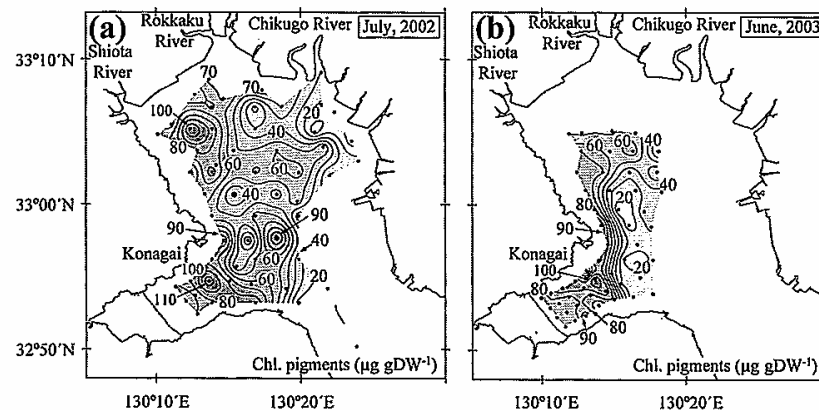 (a)
Rokkaku
River
Chikugo River
July, 2002
Shiota
River
33°10'N
33°00'N
32°50'N
70
70
100
80
20
40
60
60
40
90
90
40
60
60
20
Konagai
100
110
80
Chl. pigments (µg gDW-1)
130°10'E
130°20'E
(b)
Rokkaku
River
Chikugo River
June, 2003
Shiota
River
60
60
40
40
80
20
90
Konagai
100
80
20
80
90
Chl. pigments (µg gDW-1)
130°10'E
130°20'E